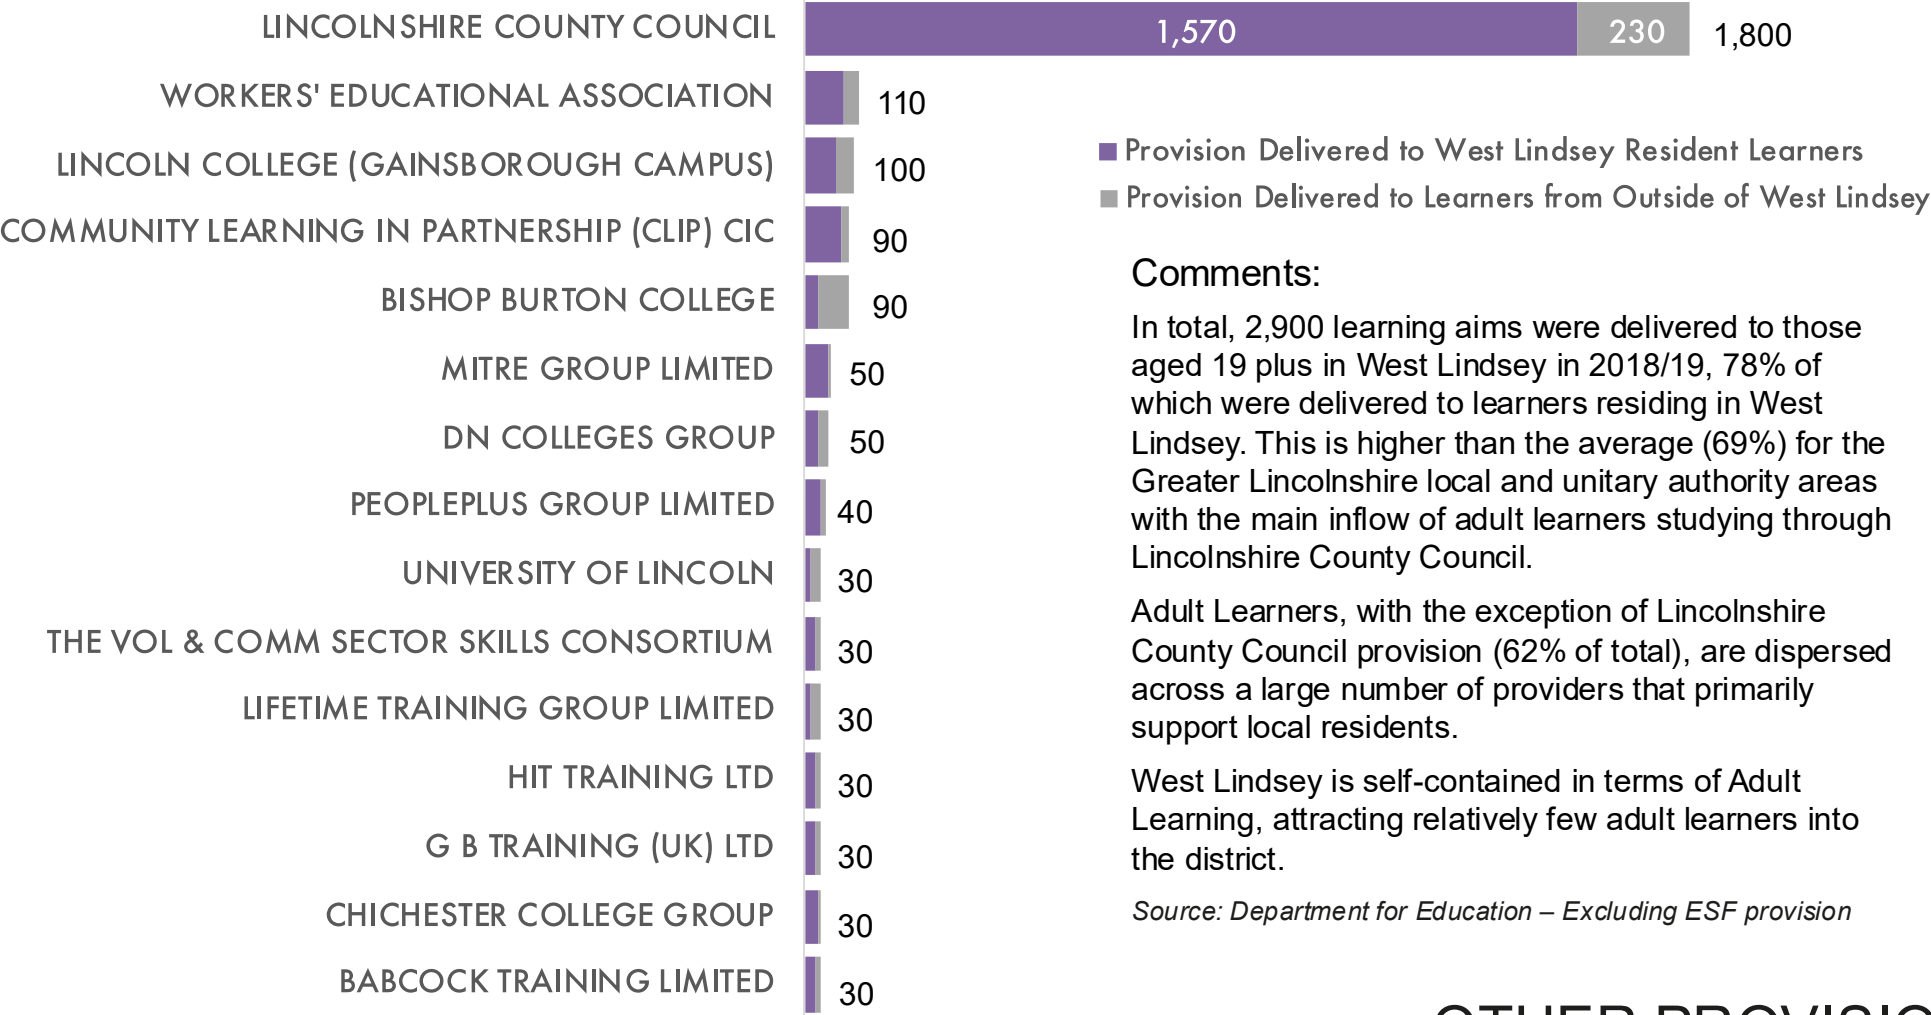 LINCOLNSHIRE COUNTY COUNCIL 1,570 230 1,800
WORKERS' EDUCATIONAL ASSOCIATION 110
LINCOLN COLLEGE (GAINSBOROUGH CAMPUS) 100
COMMUNITY LEARNING IN PARTNERSHIP (CLIP) CIC 90
BISHOP BURTON COLLEGE 90
MITRE GROUP LIMITED 50
DN COLLEGES GROUP 50
PEOPLEPLUS GROUP LIMITED 40
UNIVERSITY OF LINCOLN 30
THE VOL & COMM SECTOR SKILLS CONSORTIUM 30
LIFETIME TRAINING GROUP LIMITED 30
HIT TRAINING LTD 30
G B TRAINING (UK) LTD 30
CHICHESTER COLLEGE GROUP 30
BABCOCK TRAINING LIMITED 30
Provision Delivered to West Lindsey Resident Learners
Provision Delivered to Learners from Outside of West Lindsey
Comments:
In total, 2,900 learning aims were delivered to those
aged 19 plus in West Lindsey in 2018/19, 78% of
which were delivered to learners residing in West
Lindsey. This is higher than the average (69%) for the
Greater Lincolnshire local and unitary authority areas
with the main inflow of adult learners studying through
Lincolnshire County Council.
Adult Learners, with the exception of Lincolnshire
County Council provision (62% of total), are dispersed
across a large number of providers that primarily
support local residents.
West Lindsey is self-contained in terms of Adult
Learning, attracting relatively few adult learners into
the district.
Source: Department for Education – Excluding ESF provision